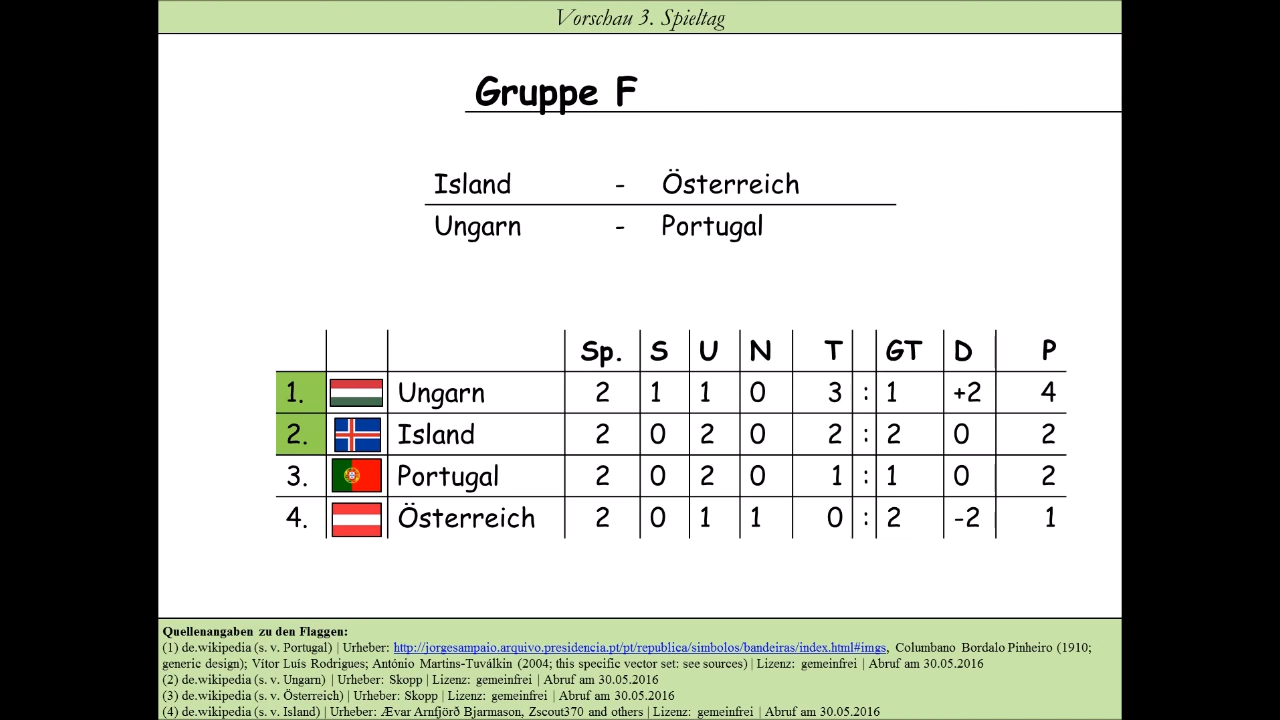 Vorschau 3. Spieltag
Gruppe F
Island - Österreich
Ungarn - Portugal
Sp. S U N T GT D P
1. Ungarn 2 1 1 0 3 : 1 +2 4
2. Island 2 0 2 0 2 : 2 0 2
3. Portugal 2 0 2 0 1 : 1 0 2
4. Österreich 2 0 1 1 0 : 2 -2 1
Quellenangaben zu den Flaggen:
(1) de.wikipedia (s. v. Portugal) | Urheber: http://jorgesampaio.arquivo.presidencia.pt/pt/republica/simbolos/bandeiras/index.html#imgs, Columbano Bordalo Pinheiro (1910;
generic design); Vítor Luís Rodrigues; António Martins-Tuválkin (2004; this specific vector set: see sources) | Lizenz: gemeinfrei | Abruf am 30.05.2016
(2) de.wikipedia (s. v. Ungarn) | Urheber: Skopp | Lizenz: gemeinfrei | Abruf am 30.05.2016
(3) de.wikipedia (s. v. Österreich) | Urheber: Skopp | Lizenz: gemeinfrei | Abruf am 30.05.2016
(4) de.wikipedia (s. v. Island) | Urheber: Ævar Arnfjörð Bjarmason, Zscout370 and others | Lizenz: gemeinfrei | Abruf am 30.05.2016